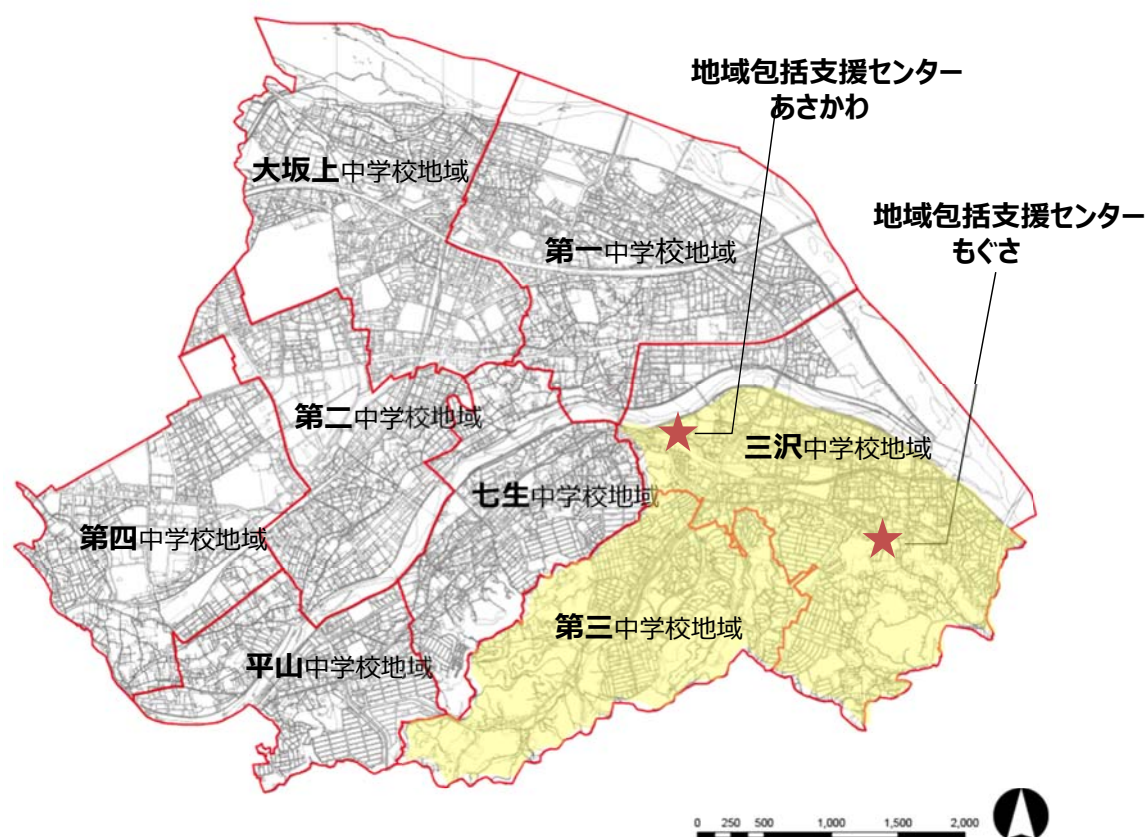 地域包括支援センター
あさかわ
大坂上中学校地域
地域包括支援センター
もぐさ
第一中学校地域
第二中学校地域
三沢中学校地域
七生中学校地域
第四中学校地域
第三中学校地域
平山中学校地域
0 250 500 1,000 1,500 2,000